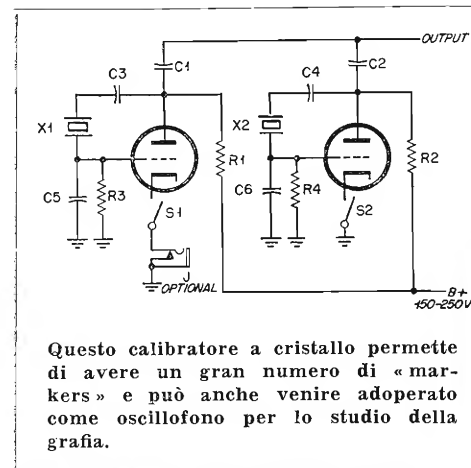 OUTPUT
C1
C2
C3
C4
X1
X2
R1
R2
C5
R3
S1
C6
R4
S2
J
OPTIONAL
B+
150-250V
Questo calibratore a cristallo permette
di avere un gran numero di « mar-
kers » e può anche venire adoperato
come oscillofono per lo studio della
grafia.